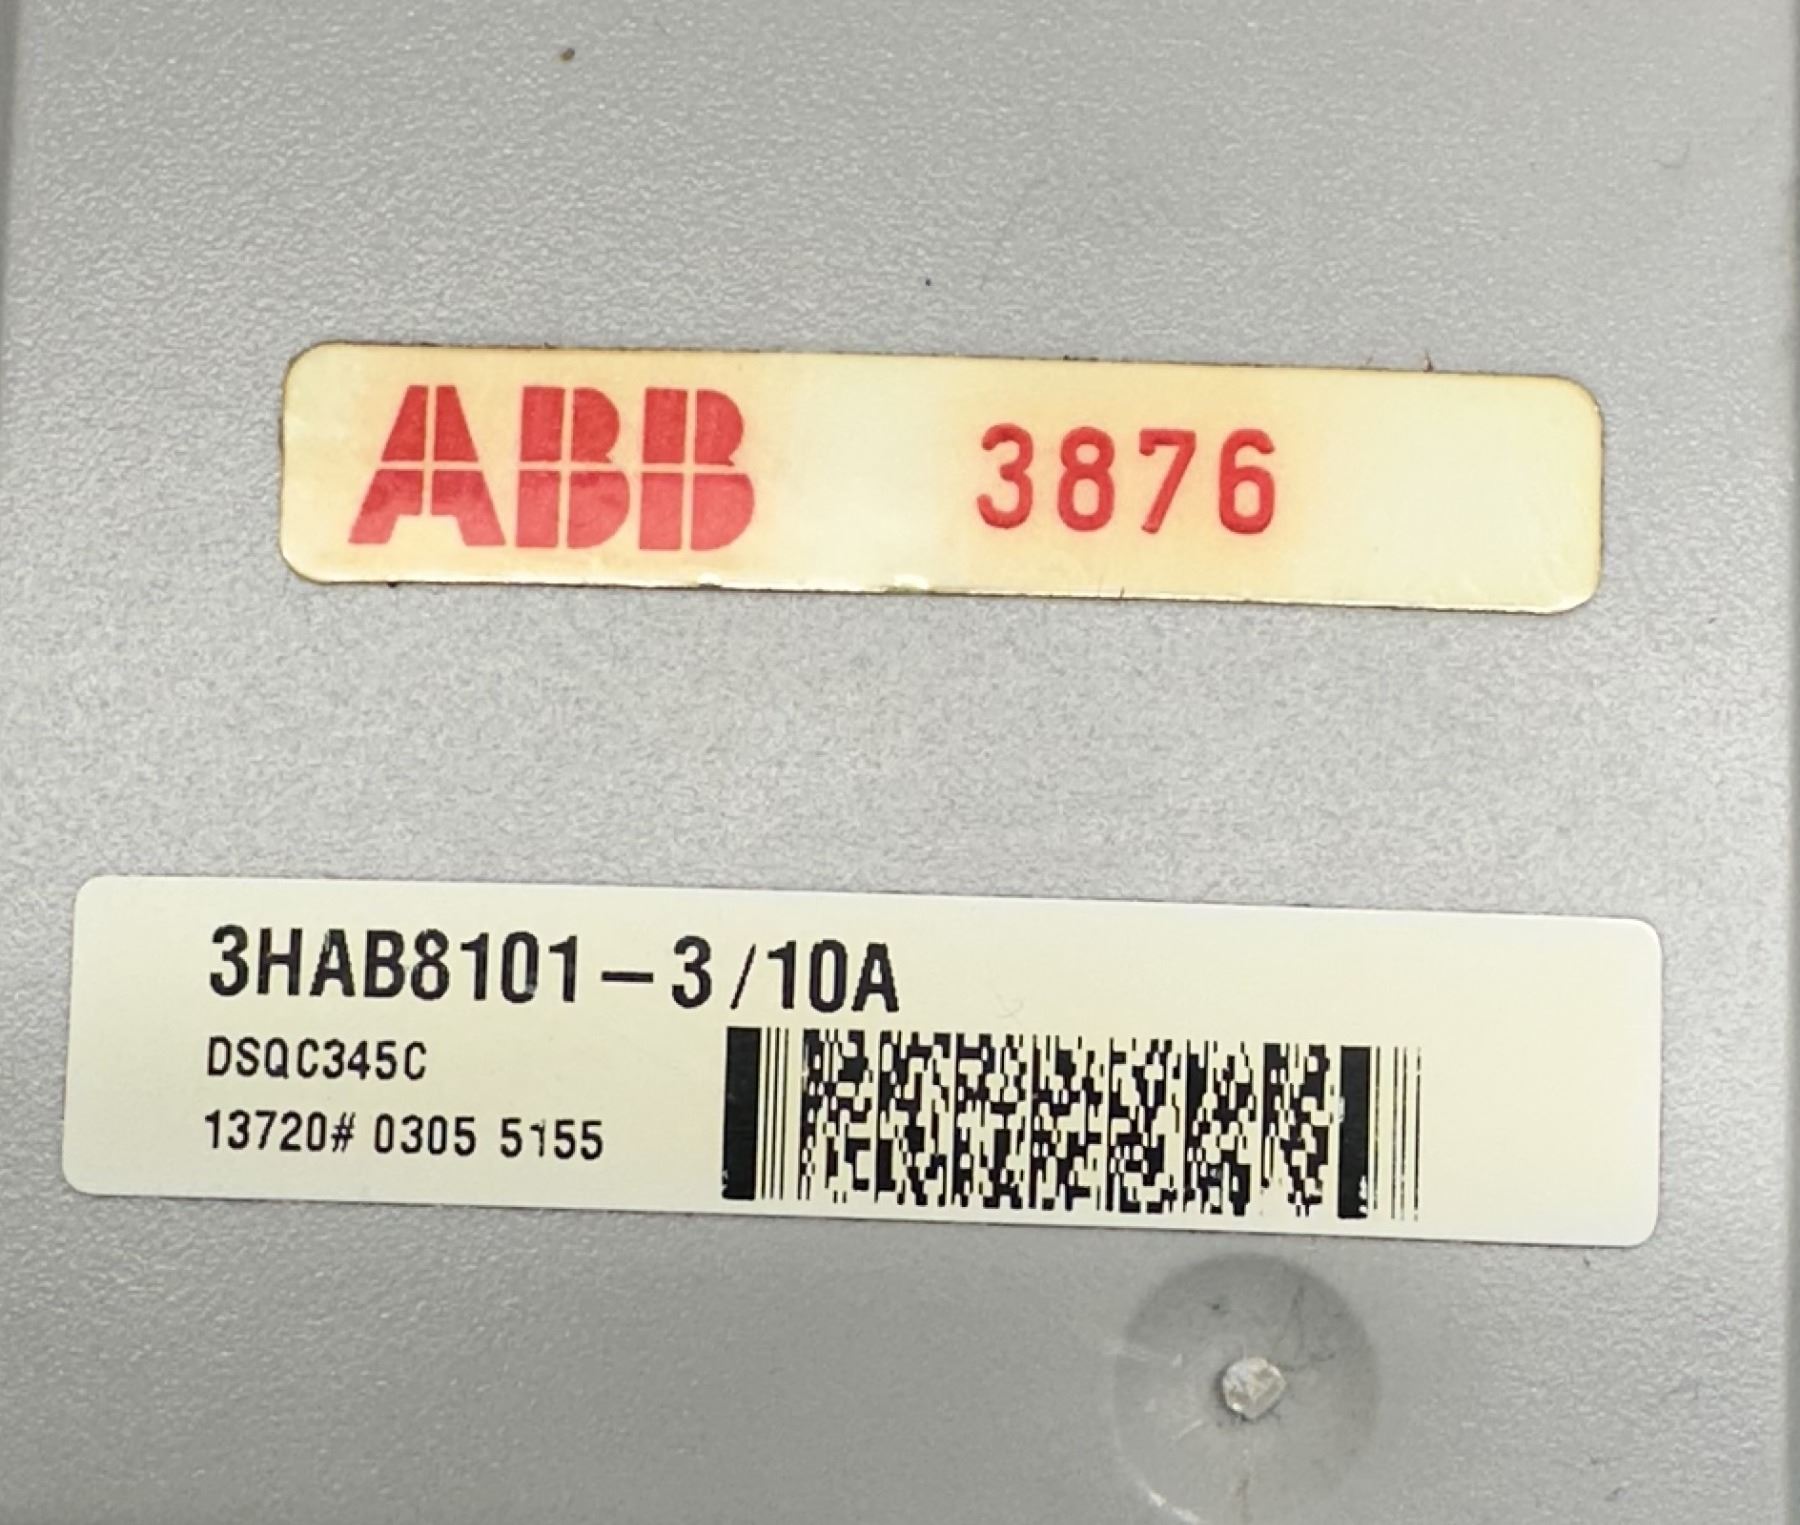 ABB 3876
3HAB8101-3/10A
DSQC345C
13720# 0305 5155